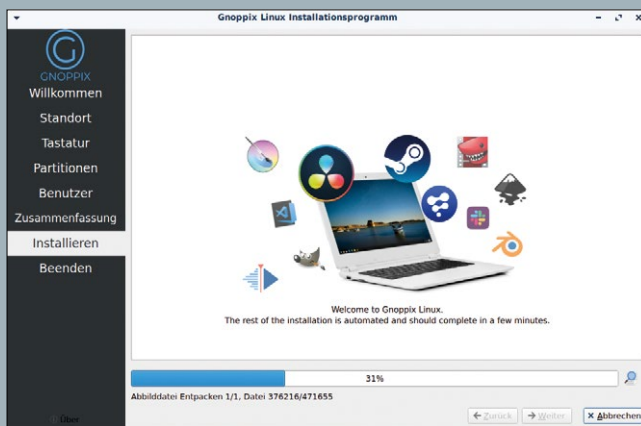 Gnoppix Linux Installationsprogramm
GNOPPIX
Willkommen
Standort
Tastatur
Partitionen
Benutzer
Zusammenfassung
Installieren
Beenden
Welcome to Gnoppix Linux.
The rest of the installation is automated and should complete in a few minutes.
31%
Abbilddatei Entpacken 1/1, Datei 376216/471655
Über
Zurück
Weiter
Abbrechen